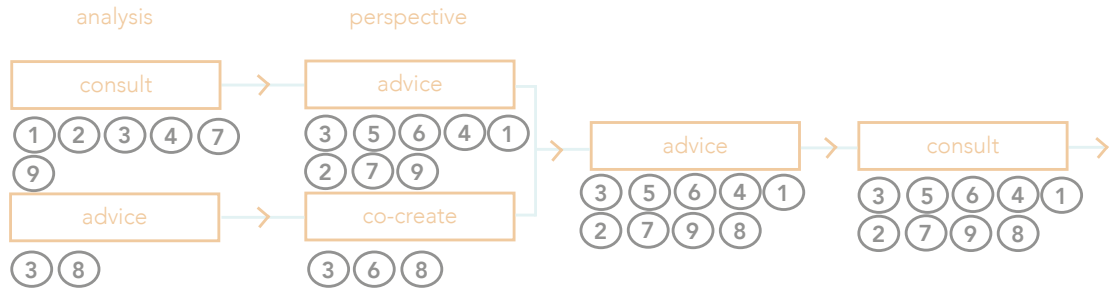 analysis perspective
consult advice
1 2 3 4 7 3 5 6 4 1
9 2 7 9
advice consult
3 5 6 4 1 3 5 6 4 1
2 7 9 8 2 7 9 8
advice co-create
3 8 3 6 8